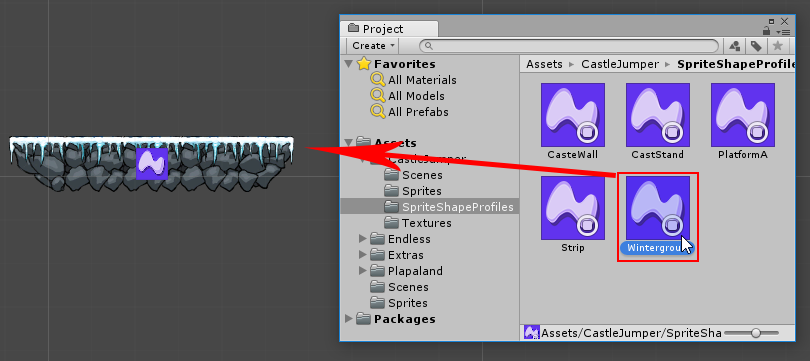 Project
Create
Favorites
All Materials
All Models
All Prefabs
Assets
CastleJumper
Scenes
Sprites
SpriteShapeProfiles
Textures
Endless
Extras
Plapaland
Scenes
Sprites
Packages
Assets ▸ CastleJumper ▸ SpriteShapeProfile
CasteWall
CastStand
PlatformA
Strip
Wintergroun
Assets/CastleJumper/SpriteSha